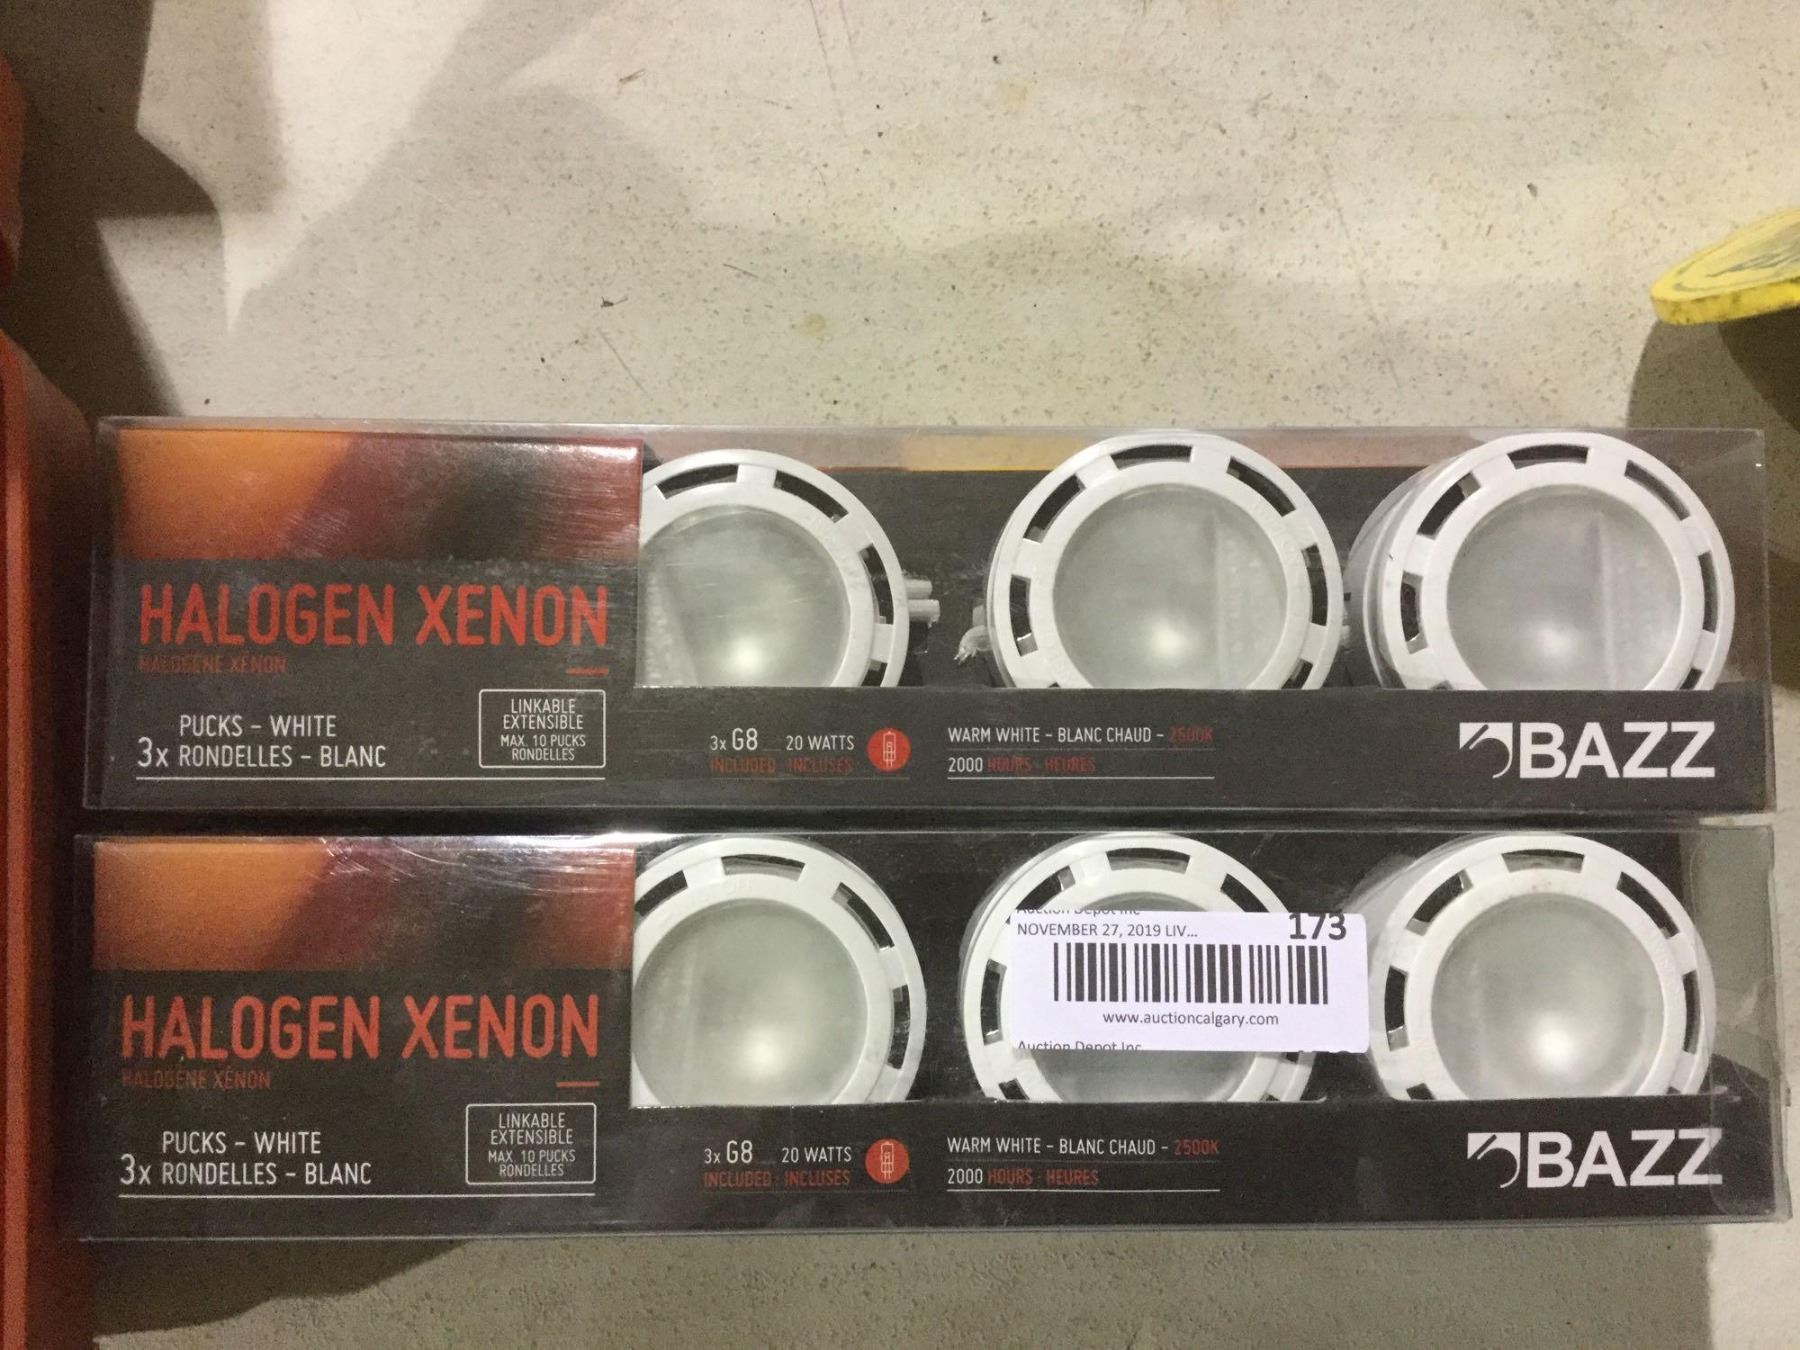 HALOGEN XENON
HALOGÈNE XÉNON
PUCKS - WHITE
3x RONDELLES - BLANC
LINKABLE
EXTENSIBLE
MAX. 10 PUCKS
RONDELLES
3x G8 20 WATTS
INCLUDED INCLUSES
WARM WHITE - BLANC CHAUD - 2500K
2000 HOURS - HEURES
BAZZ
HALOGEN XENON
HALOGÈNE XÉNON
PUCKS - WHITE
3x RONDELLES - BLANC
LINKABLE
EXTENSIBLE
MAX. 10 PUCKS
RONDELLES
Auction Depot Inc
NOVEMBER 27, 2019 LIV... 173
www.auctioncalgary.com
Auction Depot Inc
3x G8 20 WATTS
INCLUDED INCLUSES
WARM WHITE - BLANC CHAUD - 2500K
2000 HOURS - HEURES
BAZZ